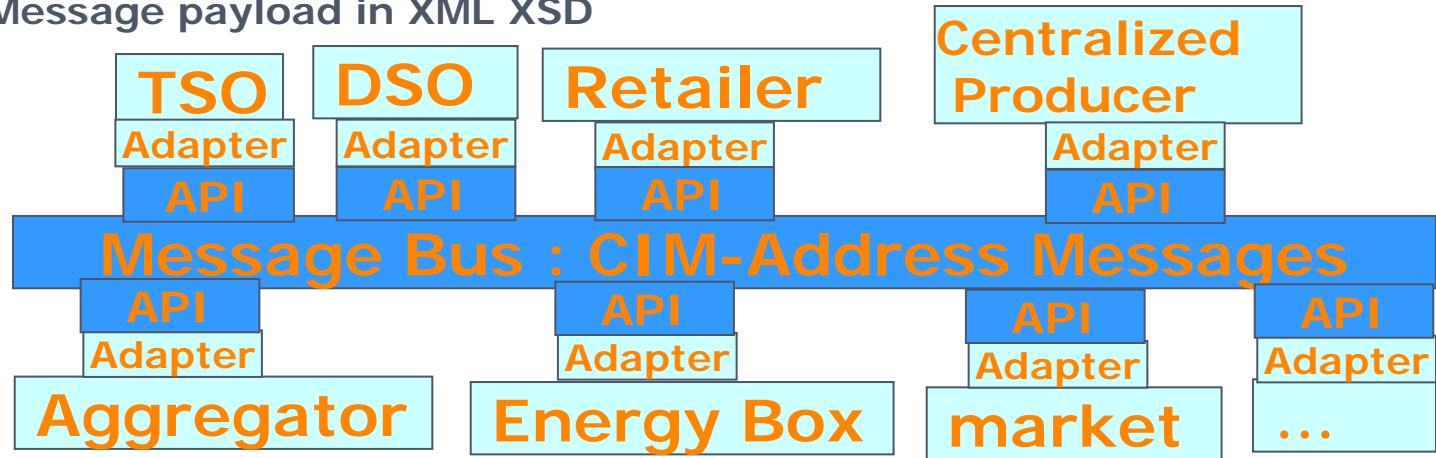 Message payload in XML XSD
TSO
DSO
Retailer
Centralized
Producer
Adapter
Adapter
Adapter
Adapter
API
API
API
API
Message Bus : CIM-Address Messages
API
API
API
API
Adapter
Adapter
Adapter
Adapter
Aggregator
Energy Box
market
...